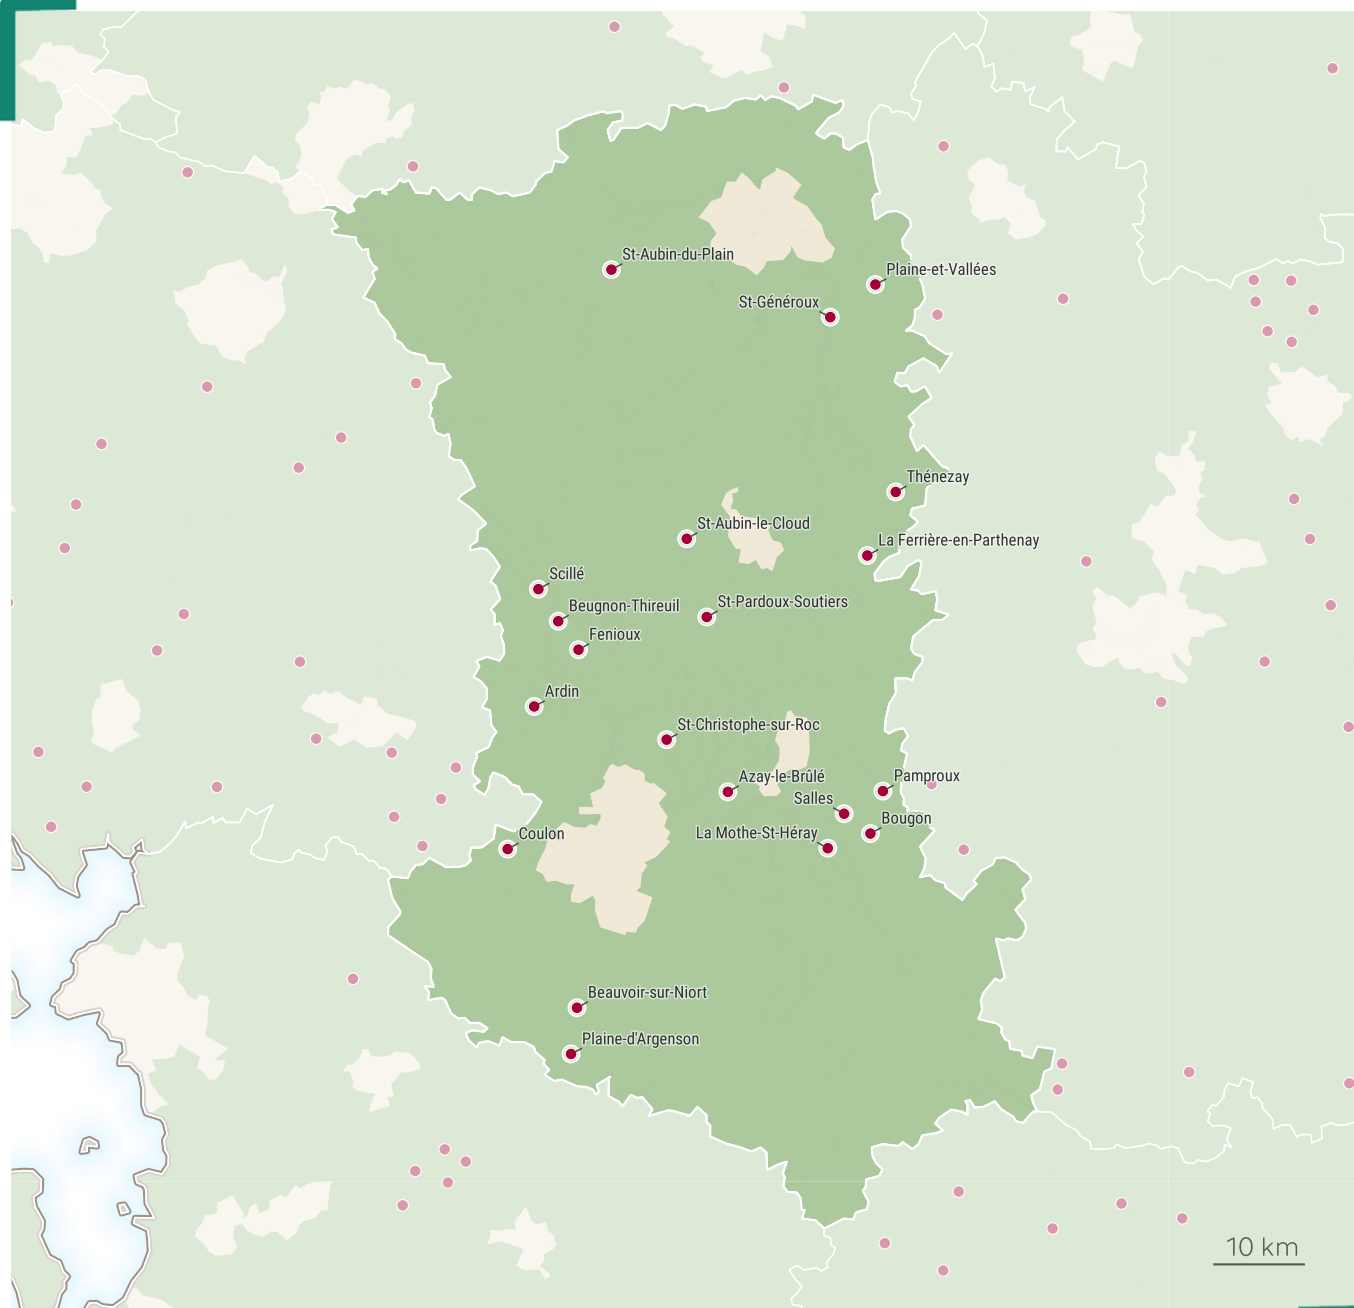 St-Aubin-du-Plain
Plaine-et-Vallées
St-Généroux
Thénezay
St-Aubin-le-Cloud
La Ferrière-en-Parthenay
Scillé
St-Pardoux-Soutiers
Beugnon-Thireuil
Fenioux
Ardin
St-Christophe-sur-Roc
Azay-le-Brûlé
Pamproux
Salles
Bougon
La Mothe-St-Héray
Coulon
Beauvoir-sur-Niort
Plaine-d'Argenson
10 km